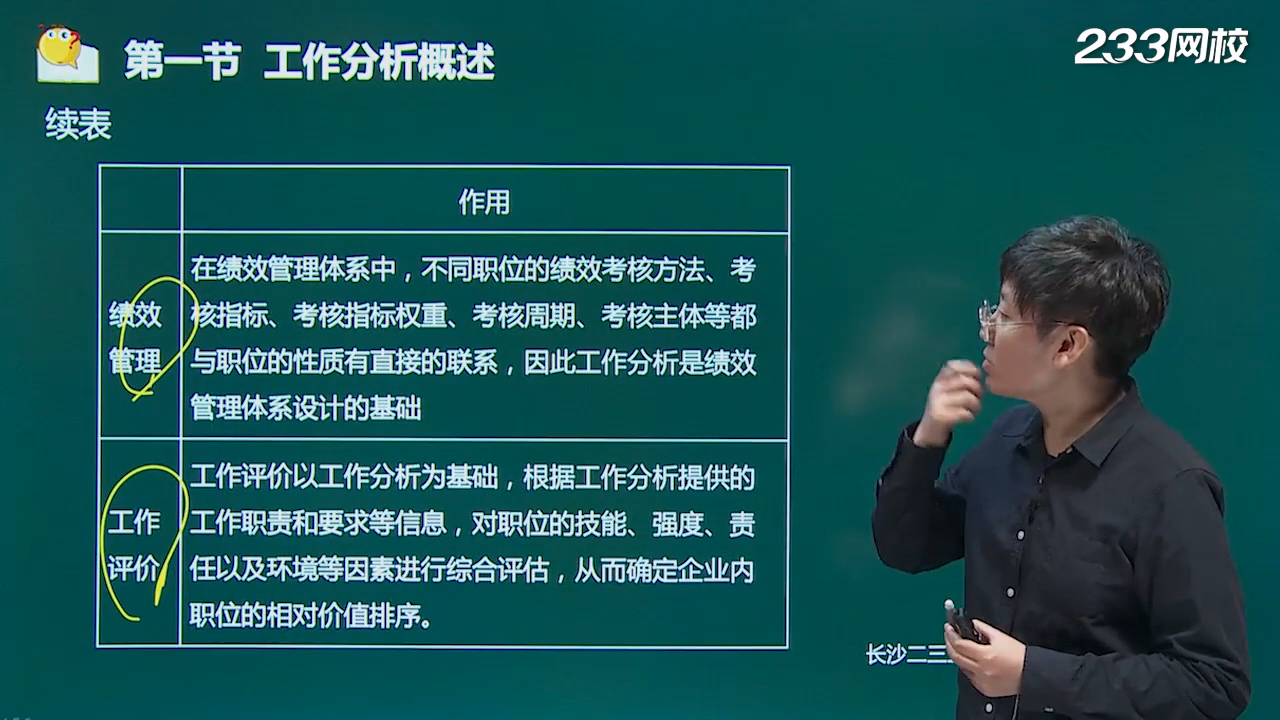 第一节 工作分析概述
233网校
续表
作用
绩效
管理
在绩效管理体系中，不同职位的绩效考核方法、考
核指标、考核指标权重、考核周期、考核主体等都
与职位的性质有直接的联系，因此工作分析是绩效
管理体系设计的基础
工作
评价
工作评价以工作分析为基础，根据工作分析提供的
工作职责和要求等信息，对职位的技能、强度、责
任以及环境等因素进行综合评估，从而确定企业内
职位的相对价值排序。
长沙二三